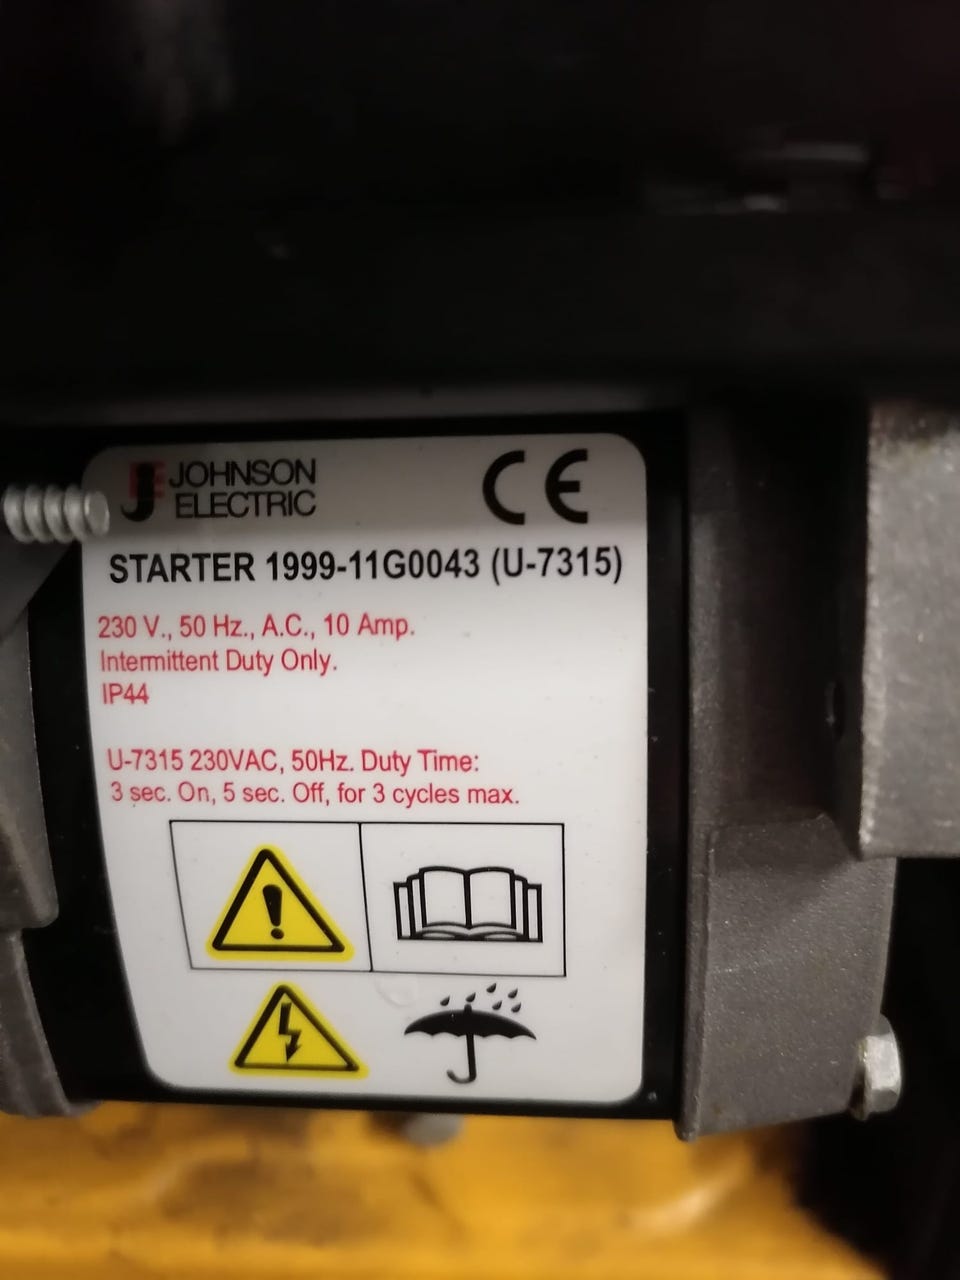 JOHNSON
ELECTRIC
CE
STARTER 1999-11G0043 (U-7315)
230 V., 50 Hz., A.C., 10 Amp.
Intermittent Duty Only.
IP44
U-7315 230VAC, 50Hz. Duty Time:
3 sec. On, 5 sec. Off, for 3 cycles max.